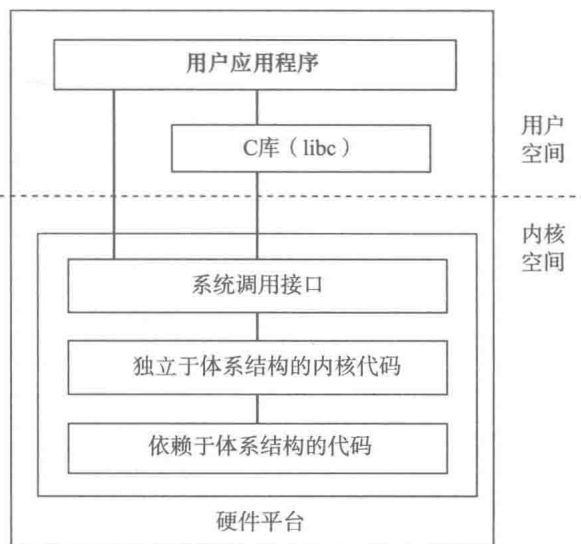 用户应用程序
C库（libc）
用户
空间
内核
空间
系统调用接口
独立于体系结构的内核代码
依赖于体系结构的代码
硬件平台